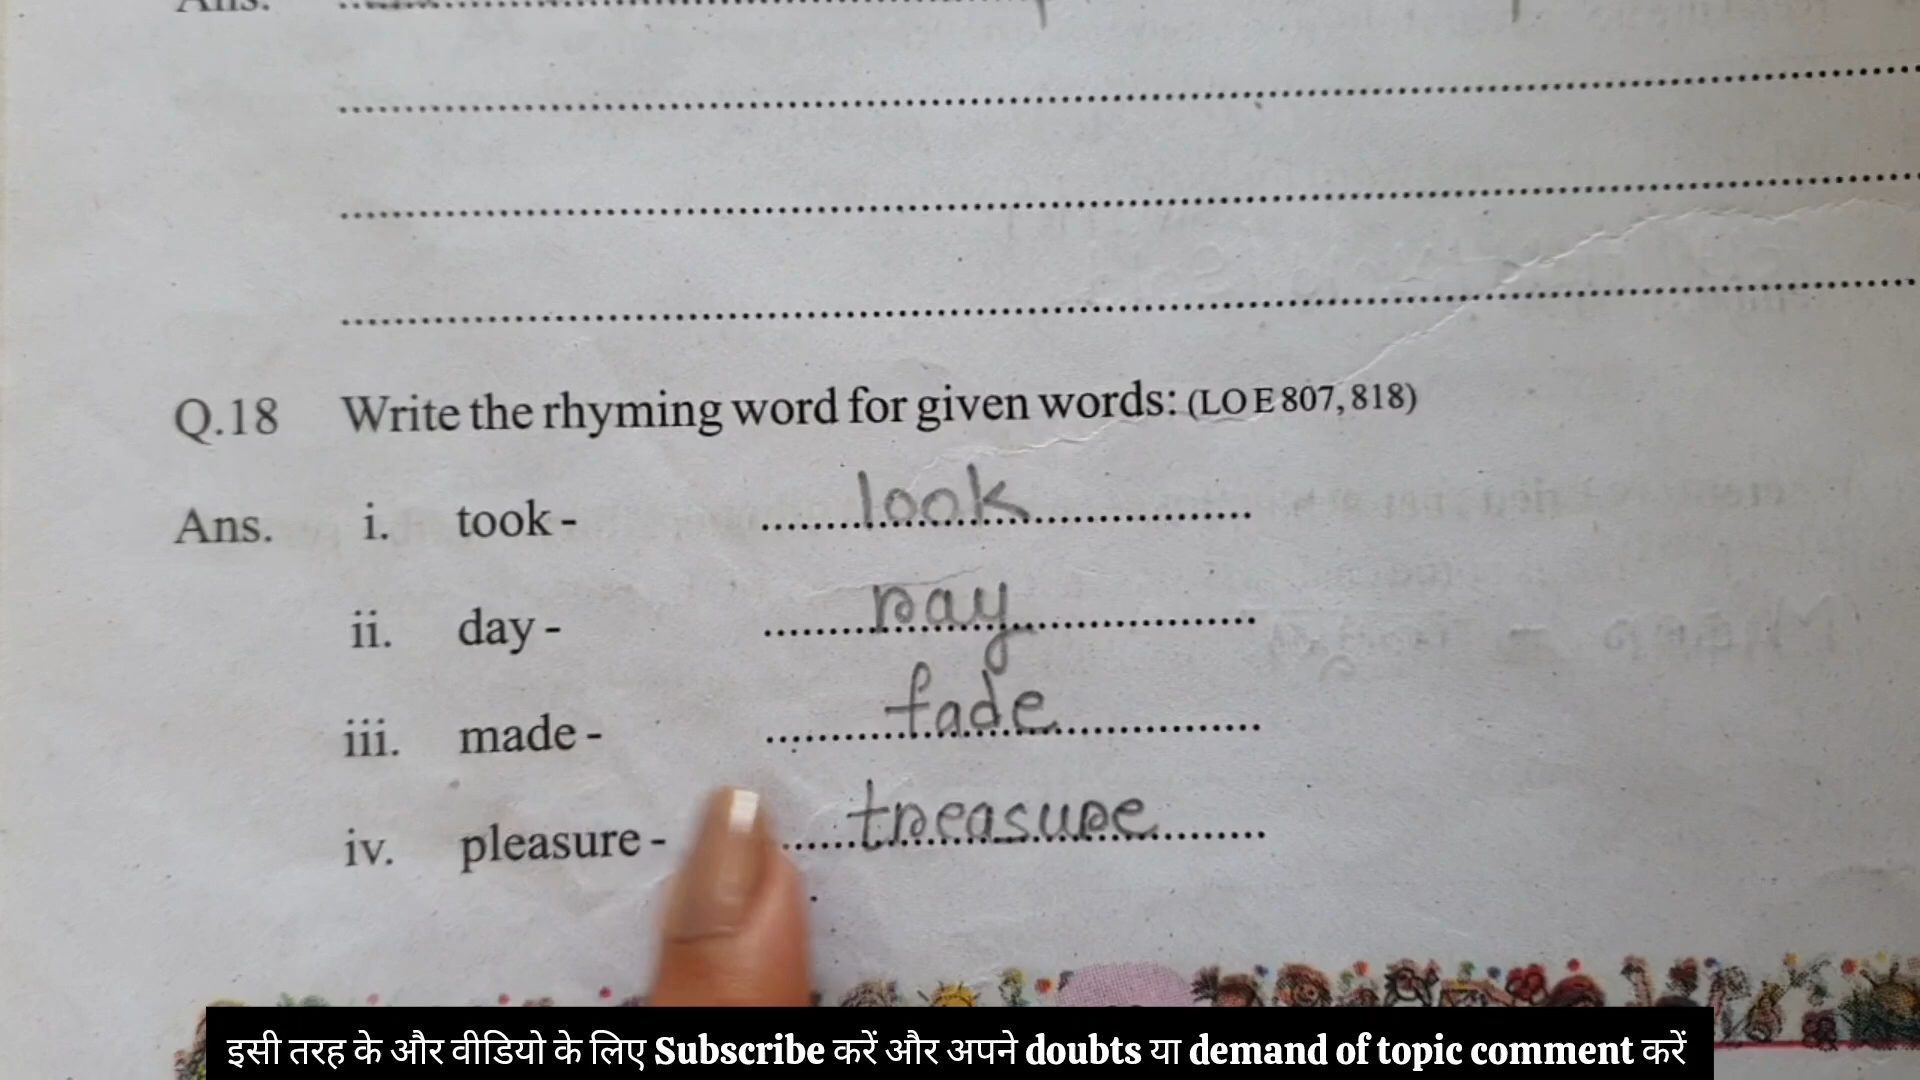 Ans.
Q.18 Write the rhyming word for given words: (LO E 807, 818)
Ans. i. took - look
ii. day - ray
iii. made - fade
iv. pleasure - treasure
इसी तरह के और वीडियो के लिए Subscribe करें और अपने doubts या demand of topic comment करें